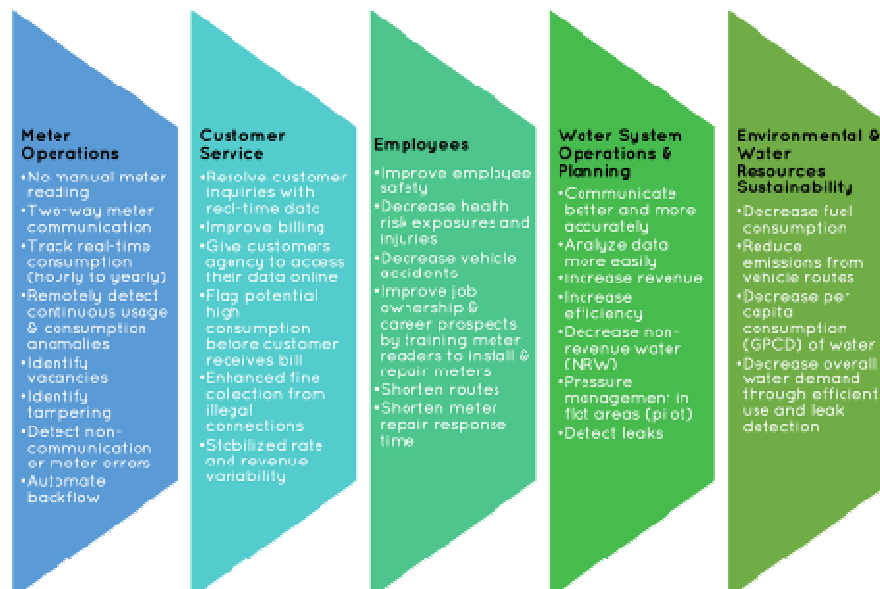 Meter
Operations
•No manual meter
reading
•Two-way meter
communication
•Track real-time
consumption
(hourly to yearly)
•Remotely detect
continuous usage
& consumption
anomalies
•Identify
vacancies
•Identify
tampering
•Detect non-
communication
or meter errors
•Automate
backflow
Customer
Service
•Resolve customer
inquiries with
real-time data
•Improve billing
•Give customers
agency to access
their data online
•Flag potential
high
consumption
before customer
receives bill
•Enhanced fine
colection from
illegal
connections
•Stabilized rate
and revenue
variability
Employees
•Improve employee
safety
•Decrease heath
risk exposures and
injuries
•Decrease vehicle
accidents
•Improve job
ownership &
career prospects
by training meter
readers to install &
repair meters
•Shorten routes
•Shorten meter
repair response
time
Water System
Operations &
Planning
•Communicate
better and more
accurately
•Analyze data
more easily
•Increase revenue
•Increase
efficiency
•Decrease non-
revenue water
(NRW)
•Pressure
management in
flat areas (pilot)
•Detect leaks
Environmental &
Water
Resources
Sustainability
•Decrease fuel
consumption
•Reduce
emissions from
vehicle routes
•Decrease per
capita
consumption
(GPCD) of water
•Decrease overall
water demand
through efficient
use and leak
detection